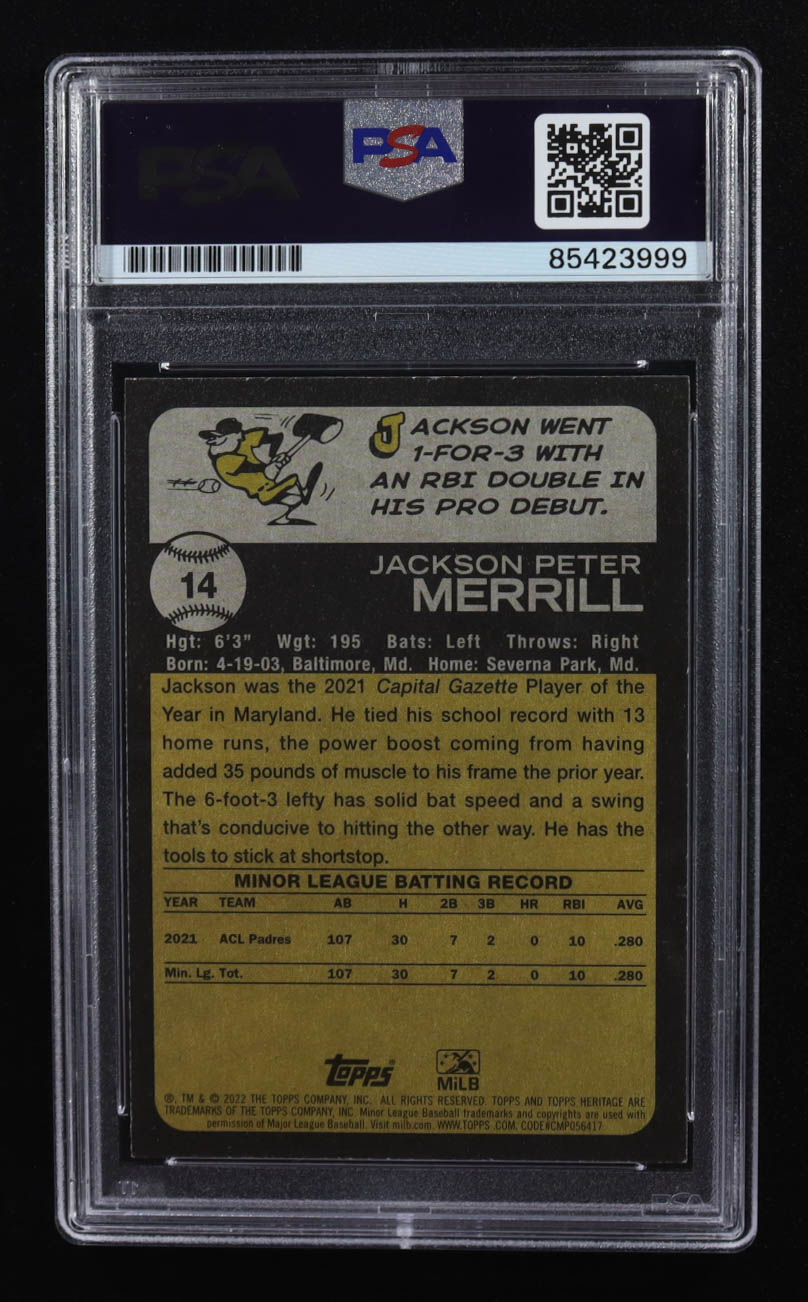 PSA
PSA
85423999
JACKSON WENT
1-FOR-3 WITH
AN RBI DOUBLE IN
HIS PRO DEBUT.
14
JACKSON PETER
MERRILL
Hgt: 6'3" Wgt: 195 Bats: Left Throws: Right
Born: 4-19-03, Baltimore, Md. Home: Severna Park, Md.
Jackson was the 2021 Capital Gazette Player of the
Year in Maryland. He tied his school record with 13
home runs, the power boost coming from having
added 35 pounds of muscle to his frame the prior year.
The 6-foot-3 lefty has solid bat speed and a swing
that's conducive to hitting the other way. He has the
tools to stick at shortstop.
MINOR LEAGUE BATTING RECORD
YEAR TEAM AB H 2B 3B HR RBI AVG
2021 ACL Padres 107 30 7 2 0 10 .280
Min. Lg. Tot. 107 30 7 2 0 10 .280
Topps®
MiLB
®, TM & © 2022 THE TOPPS COMPANY, INC. ALL RIGHTS RESERVED. TOPPS AND TOPPS HERITAGE ARE
TRADEMARKS OF THE TOPPS COMPANY, INC. Minor League Baseball trademarks and copyrights are used with
permission of Major League Baseball. Visit milb.com. WWW.TOPPS.COM. CODE#CMP056417
PSA